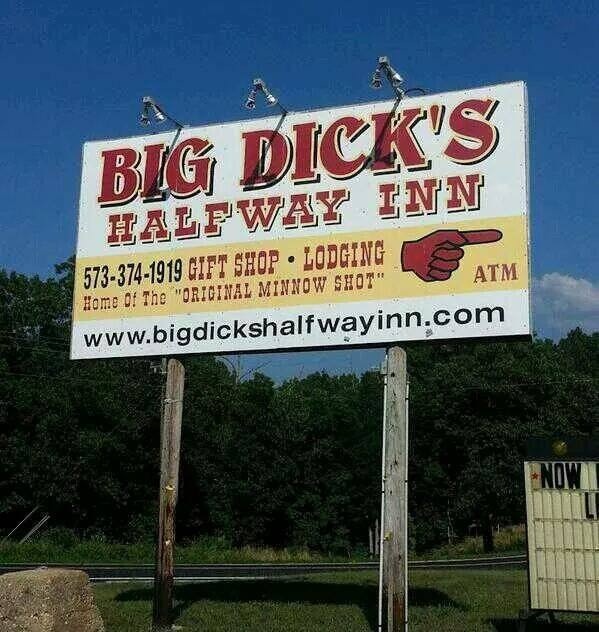 BIG DICK'S
HALFWAY INN
573-374-1919 GIFT SHOP • LODGING
Home Of The "ORIGINAL MINNOW SHOT"
ATM
www.bigdickshalfwayinn.com
NOW